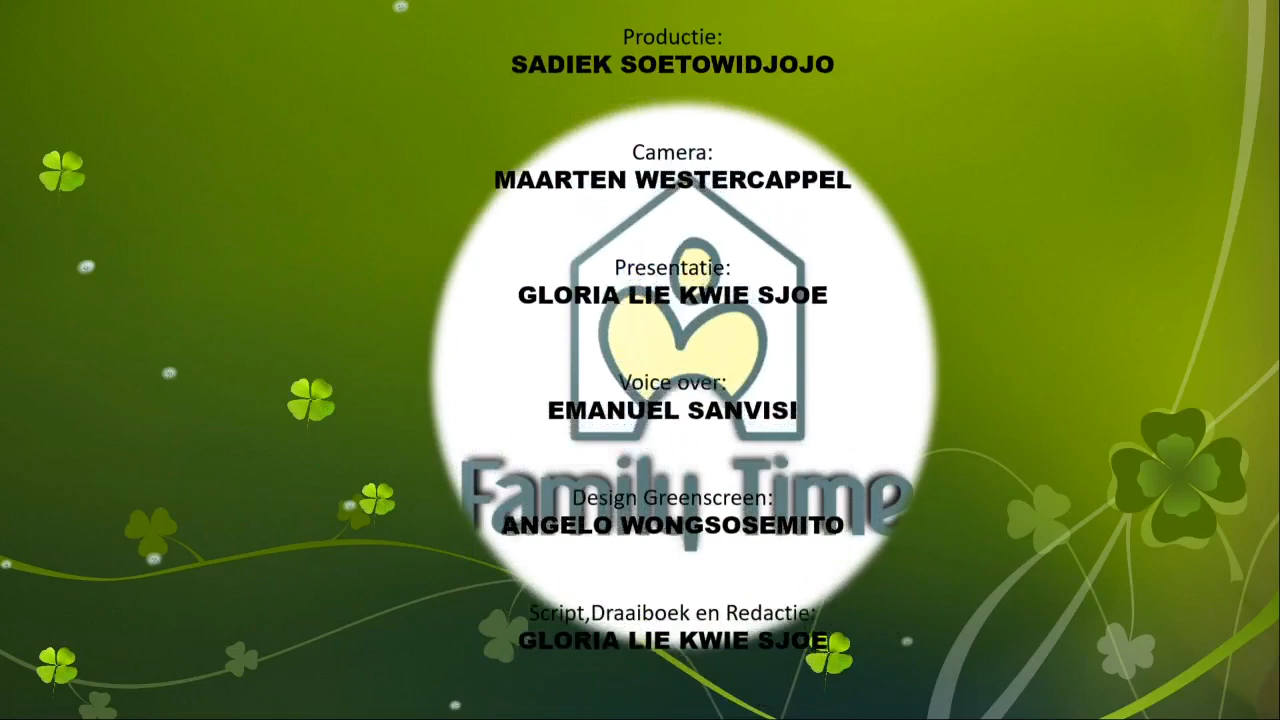 Productie:
SADIEK SOETOWIDJOJO
Camera:
MAARTEN WESTERCAPPEL
Presentatie:
GLORIA LIE KWIE SJOE
Voice over:
EMANUEL SANVISI
Family Time
Design Greenscreen:
ANGELO WONGSOSEMITO
Script,Draaiboek en Redactie:
GLORIA LIE KWIE SJOE